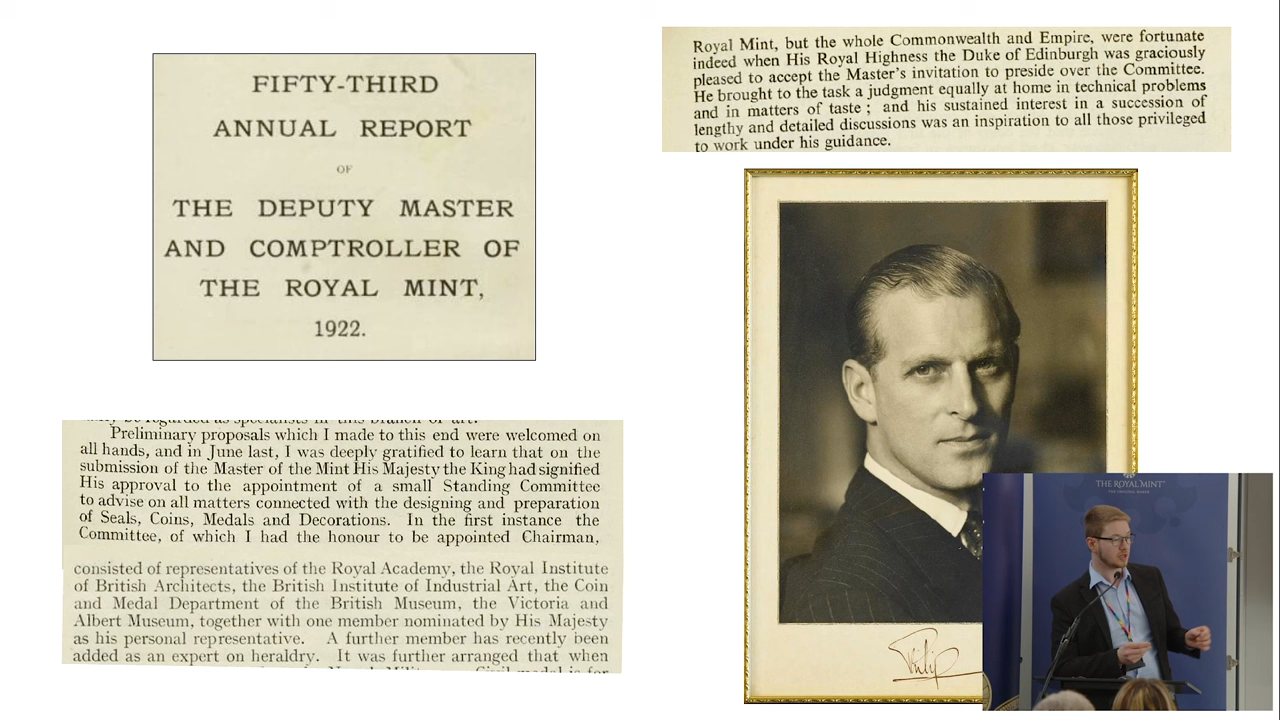 FIFTY-THIRD
ANNUAL REPORT
OF
THE DEPUTY MASTER
AND COMPTROLLER OF
THE ROYAL MINT,
1922.
be regarded as specialists in this branch of art.
Preliminary proposals which I made to this end were welcomed on
all hands, and in June last, I was deeply gratified to learn that on the
submission of the Master of the Mint His Majesty the King had signified
His approval to the appointment of a small Standing Committee
to advise on all matters connected with the designing and preparation
of Seals, Coins, Medals and Decorations. In the first instance the
Committee, of which I had the honour to be appointed Chairman,
consisted of representatives of the Royal Academy, the Royal Institute
of British Architects, the British Institute of Industrial Art, the Coin
and Medal Department of the British Museum, the Victoria and
Albert Museum, together with one member nominated by His Majesty
as his personal representative. A further member has recently been
added as an expert on heraldry. It was further arranged that when
Royal Mint, but the whole Commonwealth and Empire, were fortunate
indeed when His Royal Highness the Duke of Edinburgh was graciously
pleased to accept the Master's invitation to preside over the Committee.
He brought to the task a judgment equally at home in technical problems
and in matters of taste ; and his sustained interest in a succession of
lengthy and detailed discussions was an inspiration to all those privileged
to work under his guidance.
Philip
THE ROYAL MINT